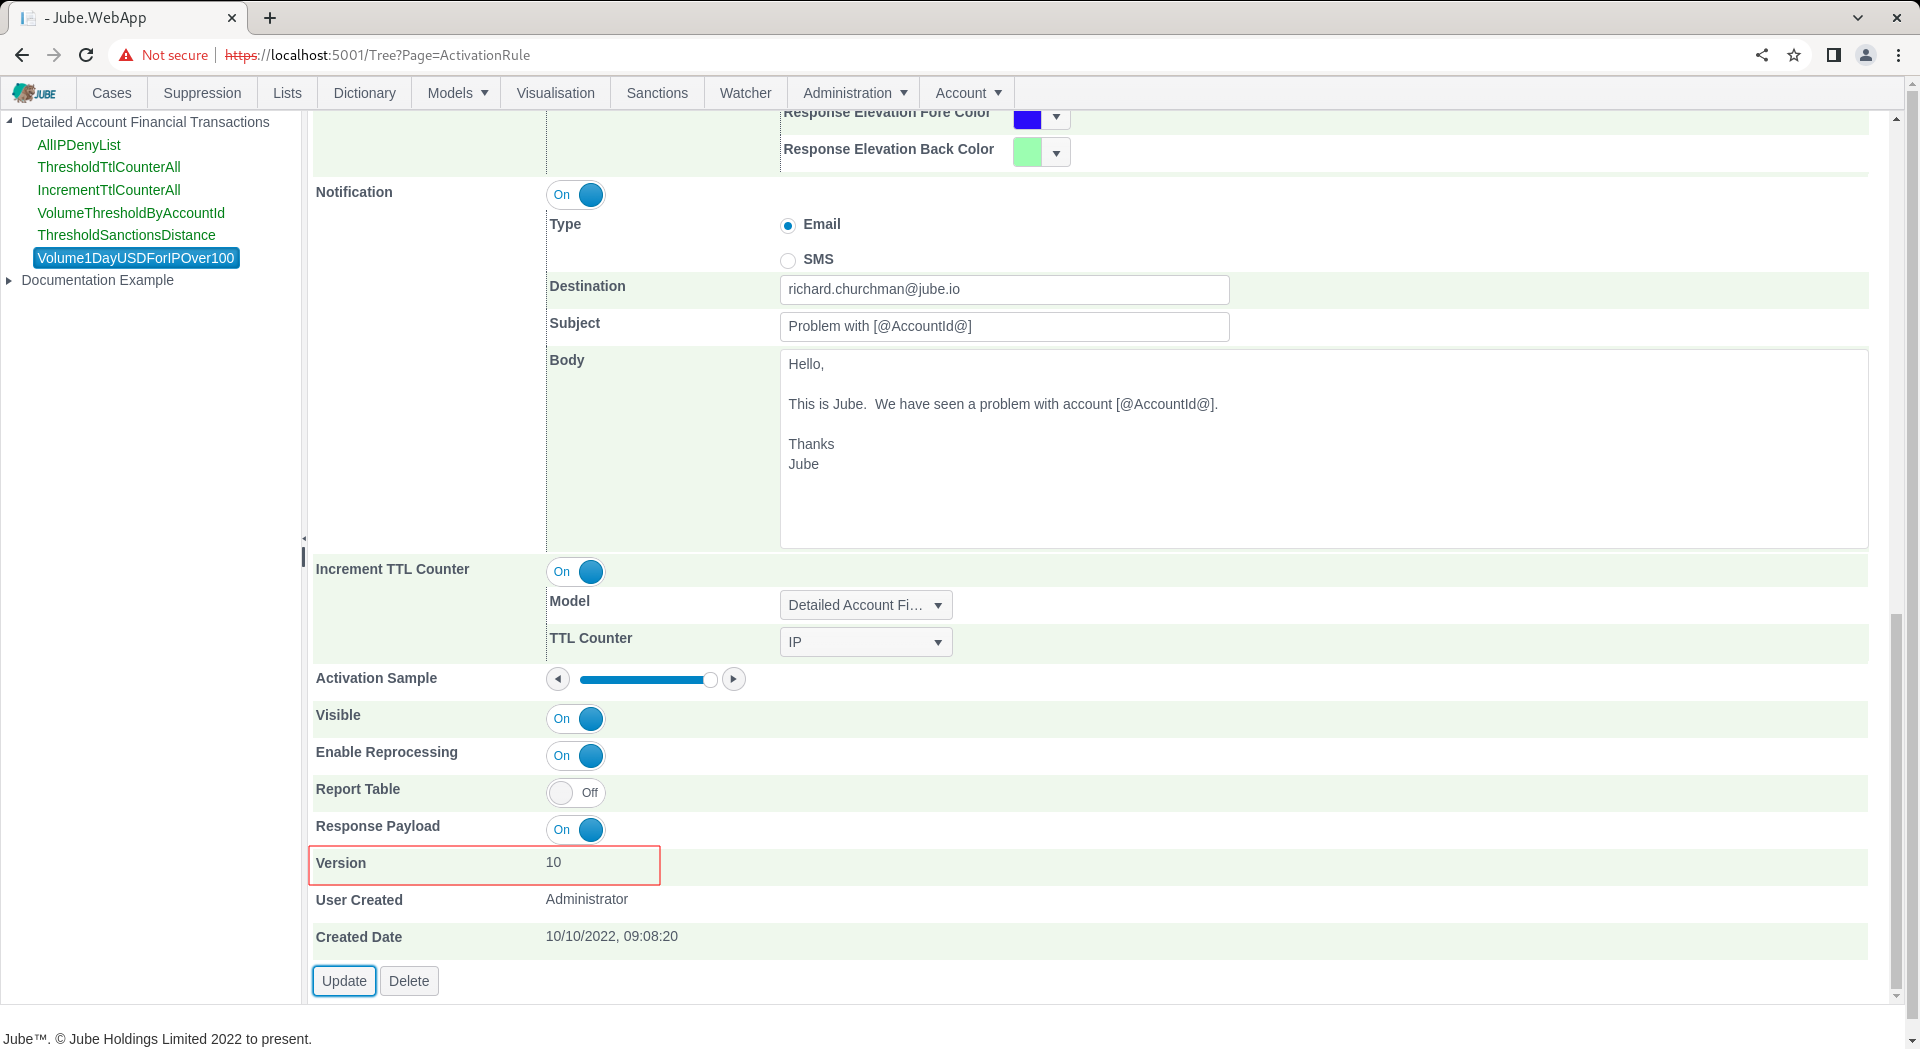 - Jube.WebApp
Not secure https://localhost:5001/Tree?Page=ActivationRule
JUBE Cases Suppression Lists Dictionary Models Visualisation Sanctions Watcher Administration Account
Detailed Account Financial Transactions
AllIPDenyList
ThresholdTtlCounterAll
IncrementTtlCounterAll
VolumeThresholdByAccountId
ThresholdSanctionsDistance
Volume1DayUSDForIPOver100
Documentation Example
Response Elevation Fore Color
Response Elevation Back Color
Notification On
Type Email
SMS
Destination richard.churchman@jube.io
Subject Problem with [@AccountId@]
Body Hello,
This is Jube.  We have seen a problem with account [@AccountId@].
Thanks
Jube
Increment TTL Counter On
Model Detailed Account Fi...
TTL Counter IP
Activation Sample
Visible On
Enable Reprocessing On
Report Table Off
Response Payload On
Version 10
User Created Administrator
Created Date 10/10/2022, 09:08:20
Update Delete
Jube™. © Jube Holdings Limited 2022 to present.